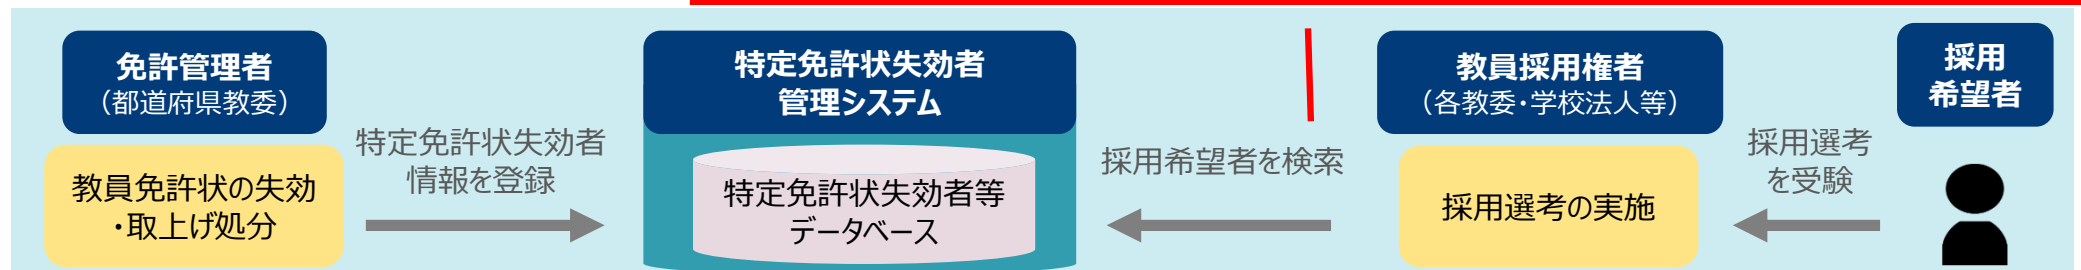 免許管理者
（都道府県教委）
教員免許状の失効
・取上げ処分
特定免許状失効者
情報を登録
特定免許状失効者
管理システム
特定免許状失効者等
データベース
採用希望者を検索
教員採用権者
（各教委・学校法人等）
採用選考の実施
採用選考
を受験
採用
希望者